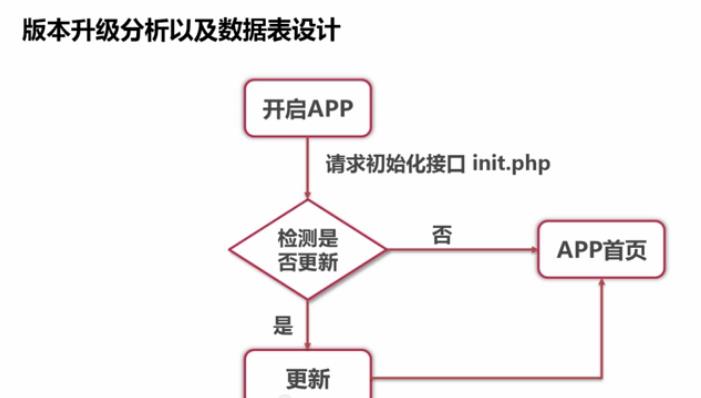 版本升级分析以及数据表设计
开启APP
请求初始化接口 init.php
检测是
否更新
否
APP首页
是
更新